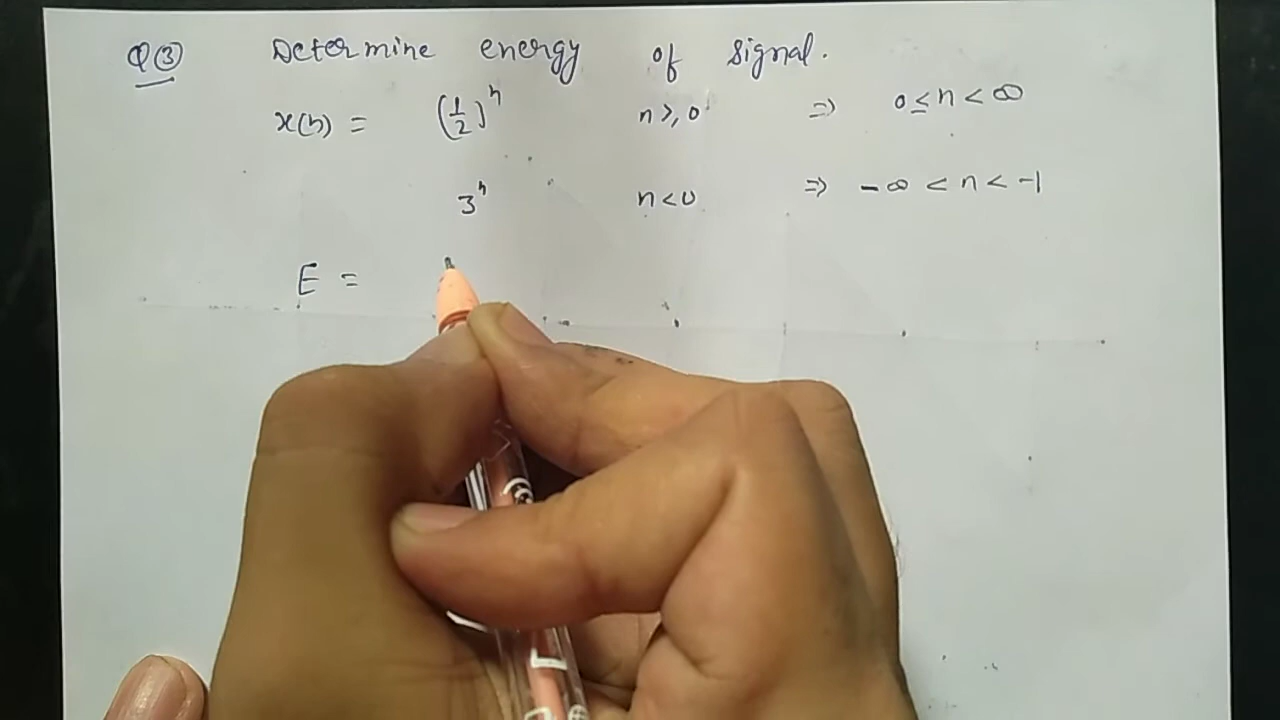 Q③ Determine energy of signal.
x(n) = (1/2)^n n≥0 ⇒ 0≤n<∞
3^n n<0 ⇒ -∞<n<-1
E =